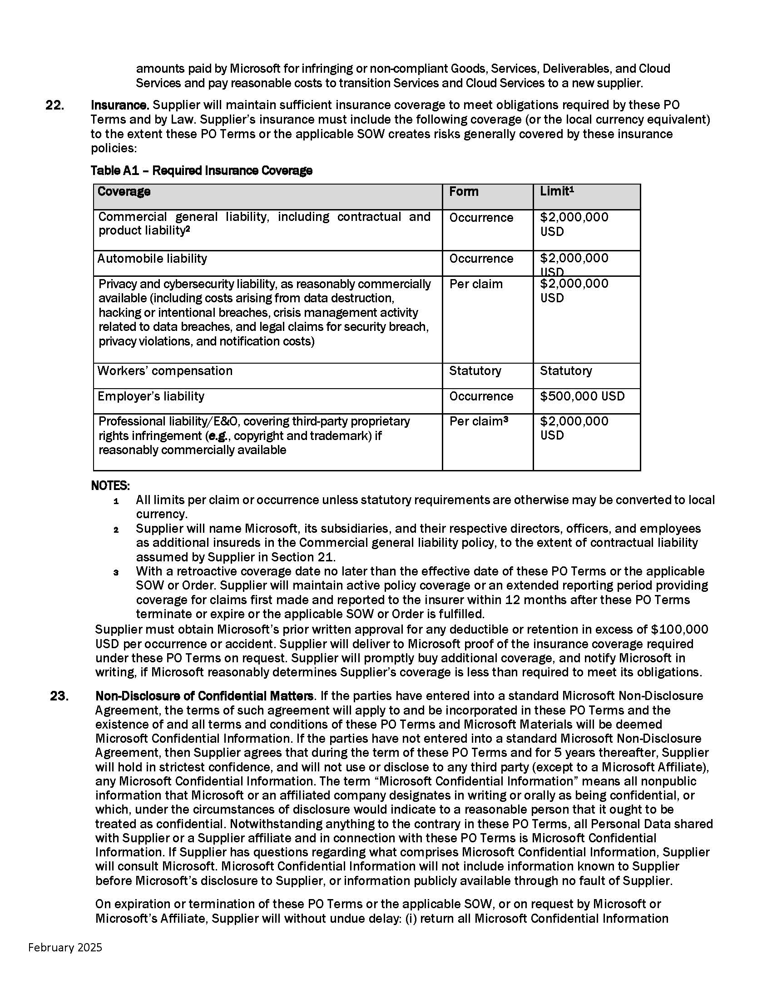 amounts paid by Microsoft for infringing or non-compliant Goods, Services, Deliverables, and Cloud
Services and pay reasonable costs to transition Services and Cloud Services to a new supplier.
22. Insurance. Supplier will maintain sufficient insurance coverage to meet obligations required by these PO
Terms and by Law. Supplier’s insurance must include the following coverage (or the local currency equivalent)
to the extent these PO Terms or the applicable SOW creates risks generally covered by these insurance
policies:
Table A1 – Required Insurance Coverage
Coverage Form Limit¹
Commercial general liability, including contractual and Occurrence $2,000,000
product liability² USD
Automobile liability Occurrence $2,000,000
USD
Privacy and cybersecurity liability, as reasonably commercially Per claim $2,000,000
available (including costs arising from data destruction, USD
hacking or intentional breaches, crisis management activity
related to data breaches, and legal claims for security breach,
privacy violations, and notification costs)
Workers’ compensation Statutory Statutory
Employer’s liability Occurrence $500,000 USD
Professional liability/E&O, covering third-party proprietary Per claim³ $2,000,000
rights infringement (e.g., copyright and trademark) if USD
reasonably commercially available
NOTES:
1 All limits per claim or occurrence unless statutory requirements are otherwise may be converted to local
currency.
2 Supplier will name Microsoft, its subsidiaries, and their respective directors, officers, and employees
as additional insureds in the Commercial general liability policy, to the extent of contractual liability
assumed by Supplier in Section 21.
3 With a retroactive coverage date no later than the effective date of these PO Terms or the applicable
SOW or Order. Supplier will maintain active policy coverage or an extended reporting period providing
coverage for claims first made and reported to the insurer within 12 months after these PO Terms
terminate or expire or the applicable SOW or Order is fulfilled.
Supplier must obtain Microsoft’s prior written approval for any deductible or retention in excess of $100,000
USD per occurrence or accident. Supplier will deliver to Microsoft proof of the insurance coverage required
under these PO Terms on request. Supplier will promptly buy additional coverage, and notify Microsoft in
writing, if Microsoft reasonably determines Supplier’s coverage is less than required to meet its obligations.
23. Non-Disclosure of Confidential Matters. If the parties have entered into a standard Microsoft Non-Disclosure
Agreement, the terms of such agreement will apply to and be incorporated in these PO Terms and the
existence of and all terms and conditions of these PO Terms and Microsoft Materials will be deemed
Microsoft Confidential Information. If the parties have not entered into a standard Microsoft Non-Disclosure
Agreement, then Supplier agrees that during the term of these PO Terms and for 5 years thereafter, Supplier
will hold in strictest confidence, and will not use or disclose to any third party (except to a Microsoft Affiliate),
any Microsoft Confidential Information. The term “Microsoft Confidential Information” means all nonpublic
information that Microsoft or an affiliated company designates in writing or orally as being confidential, or
which, under the circumstances of disclosure would indicate to a reasonable person that it ought to be
treated as confidential. Notwithstanding anything to the contrary in these PO Terms, all Personal Data shared
with Supplier or a Supplier affiliate and in connection with these PO Terms is Microsoft Confidential
Information. If Supplier has questions regarding what comprises Microsoft Confidential Information, Supplier
will consult Microsoft. Microsoft Confidential Information will not include information known to Supplier
before Microsoft’s disclosure to Supplier, or information publicly available through no fault of Supplier.
On expiration or termination of these PO Terms or the applicable SOW, or on request by Microsoft or
Microsoft’s Affiliate, Supplier will without undue delay: (i) return all Microsoft Confidential Information
February 2025